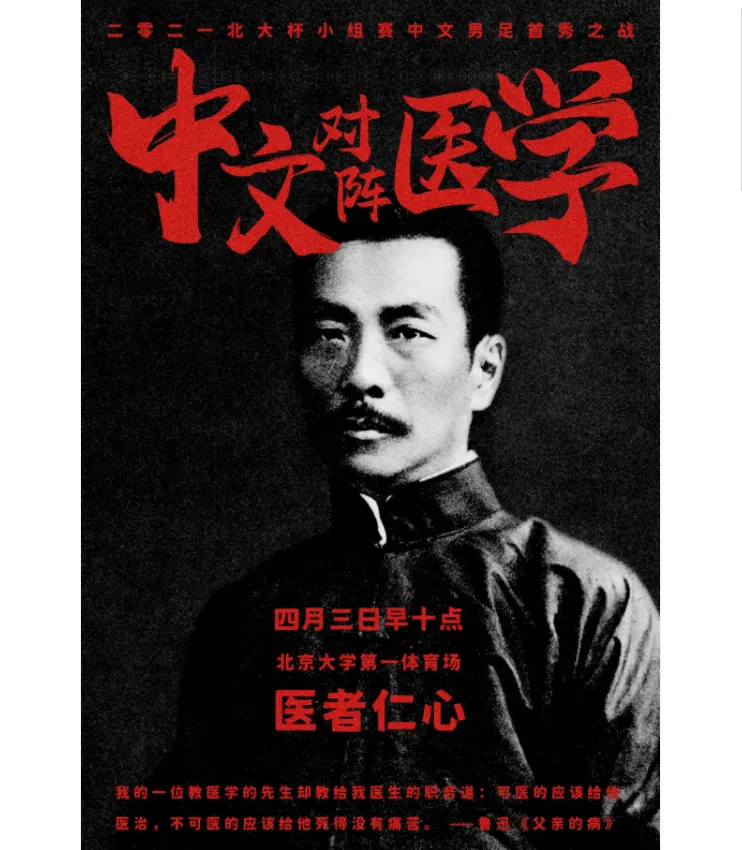 二零二一北大杯小组赛中文男足首秀之战
中文对阵医学
四月三日早十点
北京大学第一体育场
医者仁心
我的一位教医学的先生却教给我医生的职务道：可医的应该给他
医治，不可医的应该给他死得没有痛苦。 ——鲁迅《父亲的病》